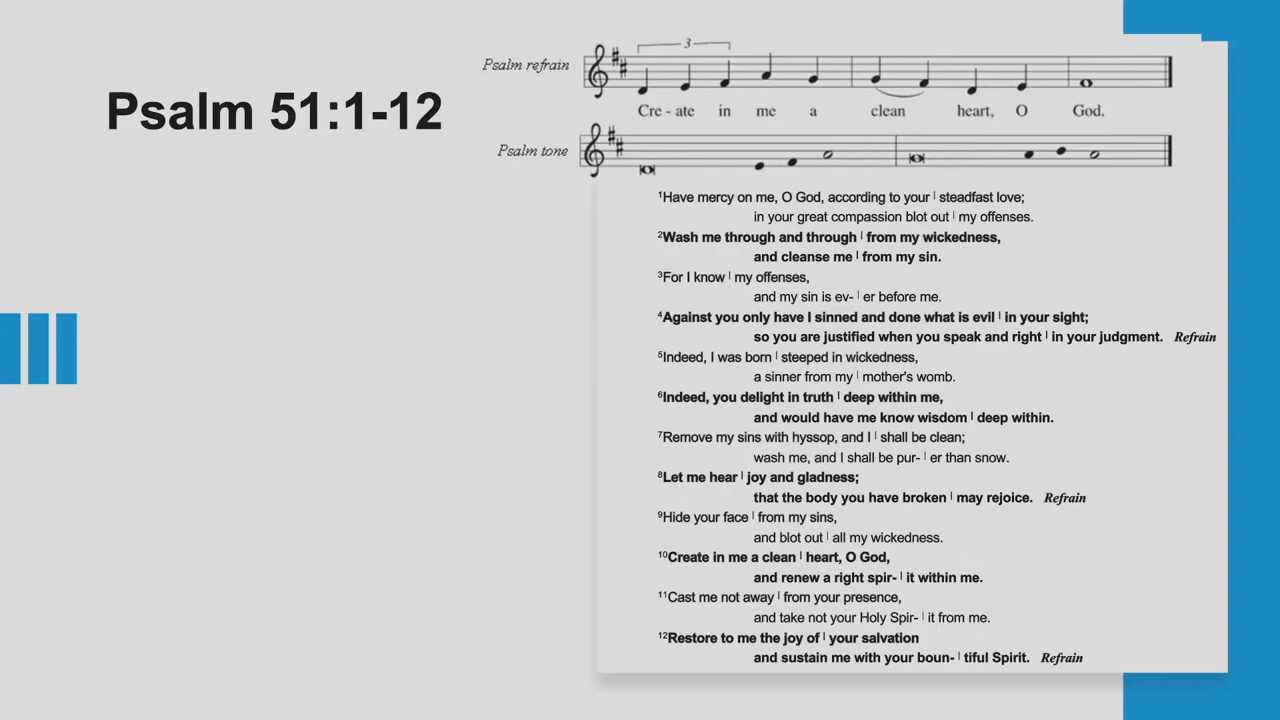 Psalm 51:1-12
Psalm refrain
3
Cre - ate in me a clean heart, O God.
Psalm tone
1Have mercy on me, O God, according to your | steadfast love;
in your great compassion blot out | my offenses.
2Wash me through and through | from my wickedness,
and cleanse me | from my sin.
3For I know | my offenses,
and my sin is ev- | er before me.
4Against you only have I sinned and done what is evil | in your sight;
so you are justified when you speak and right | in your judgment. Refrain
5Indeed, I was born | steeped in wickedness,
a sinner from my | mother's womb.
6Indeed, you delight in truth | deep within me,
and would have me know wisdom | deep within.
7Remove my sins with hyssop, and I | shall be clean;
wash me, and I shall be pur- | er than snow.
8Let me hear | joy and gladness;
that the body you have broken | may rejoice. Refrain
9Hide your face | from my sins,
and blot out | all my wickedness.
10Create in me a clean | heart, O God,
and renew a right spir- | it within me.
11Cast me not away | from your presence,
and take not your Holy Spir- | it from me.
12Restore to me the joy of | your salvation
and sustain me with your boun- | tiful Spirit. Refrain